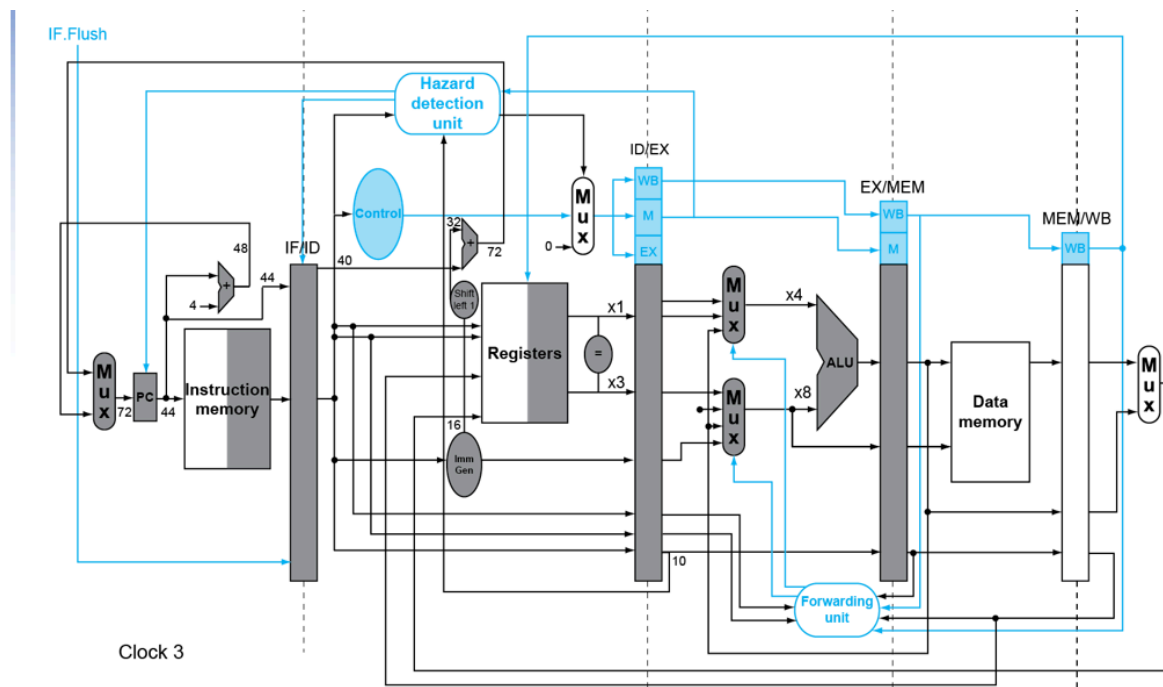 IF.Flush
Hazard
detection
unit
ID/EX
WB
EX/MEM
Control
Mux
M
WB
MEM/WB
48
IF/ID
32
+
72
0
EX
M
WB
40
44
+
4
Shift
left 1
x1
Mux
x4
Registers
=
ALU
Mux
PC
Instruction
memory
x3
Mux
x8
Data
memory
Mux
72
44
16
Imm
Gen
10
Forwarding
unit
Clock 3